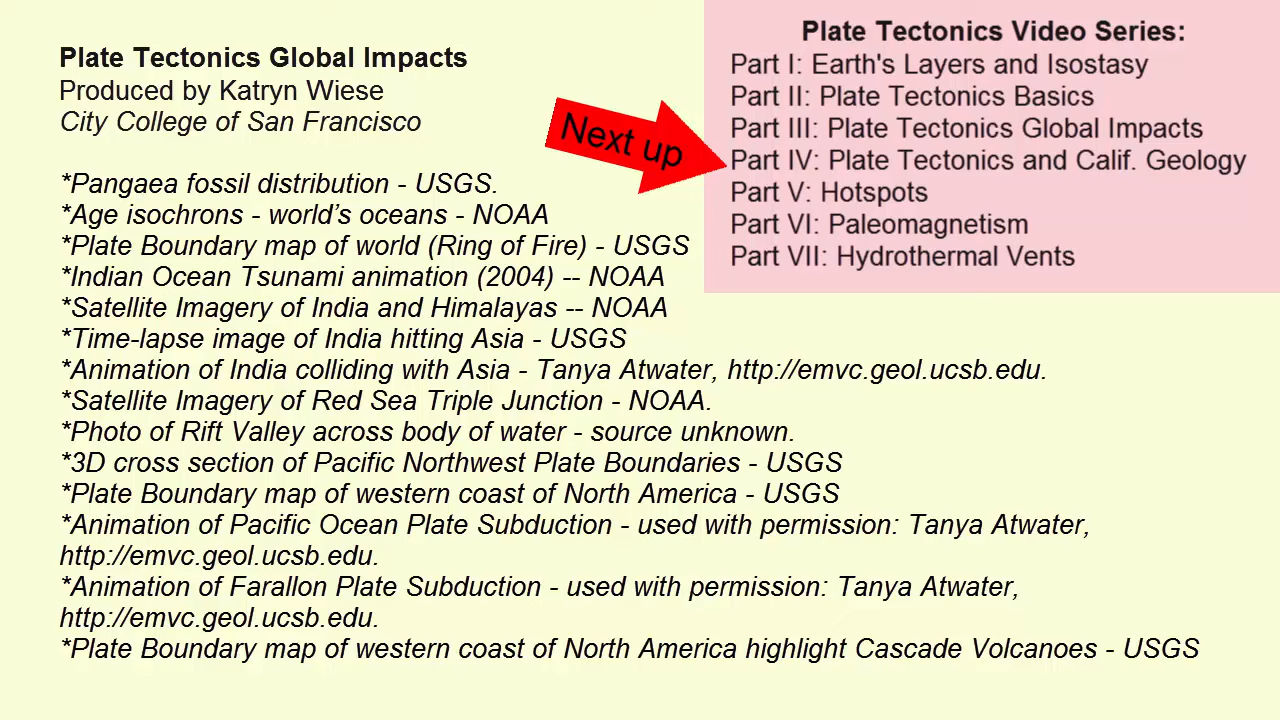 Plate Tectonics Global Impacts
Produced by Katryn Wiese
City College of San Francisco
*Pangaea fossil distribution - USGS.
*Age isochrons - world's oceans - NOAA
*Plate Boundary map of world (Ring of Fire) - USGS
*Indian Ocean Tsunami animation (2004) -- NOAA
*Satellite Imagery of India and Himalayas -- NOAA
*Time-lapse image of India hitting Asia - USGS
*Animation of India colliding with Asia - Tanya Atwater, http://emvc.geol.ucsb.edu.
*Satellite Imagery of Red Sea Triple Junction - NOAA.
*Photo of Rift Valley across body of water - source unknown.
*3D cross section of Pacific Northwest Plate Boundaries - USGS
*Plate Boundary map of western coast of North America - USGS
*Animation of Pacific Ocean Plate Subduction - used with permission: Tanya Atwater,
http://emvc.geol.ucsb.edu.
*Animation of Farallon Plate Subduction - used with permission: Tanya Atwater,
http://emvc.geol.ucsb.edu.
*Plate Boundary map of western coast of North America highlight Cascade Volcanoes - USGS
Next up
Plate Tectonics Video Series:
Part I: Earth's Layers and Isostasy
Part II: Plate Tectonics Basics
Part III: Plate Tectonics Global Impacts
Part IV: Plate Tectonics and Calif. Geology
Part V: Hotspots
Part VI: Paleomagnetism
Part VII: Hydrothermal Vents